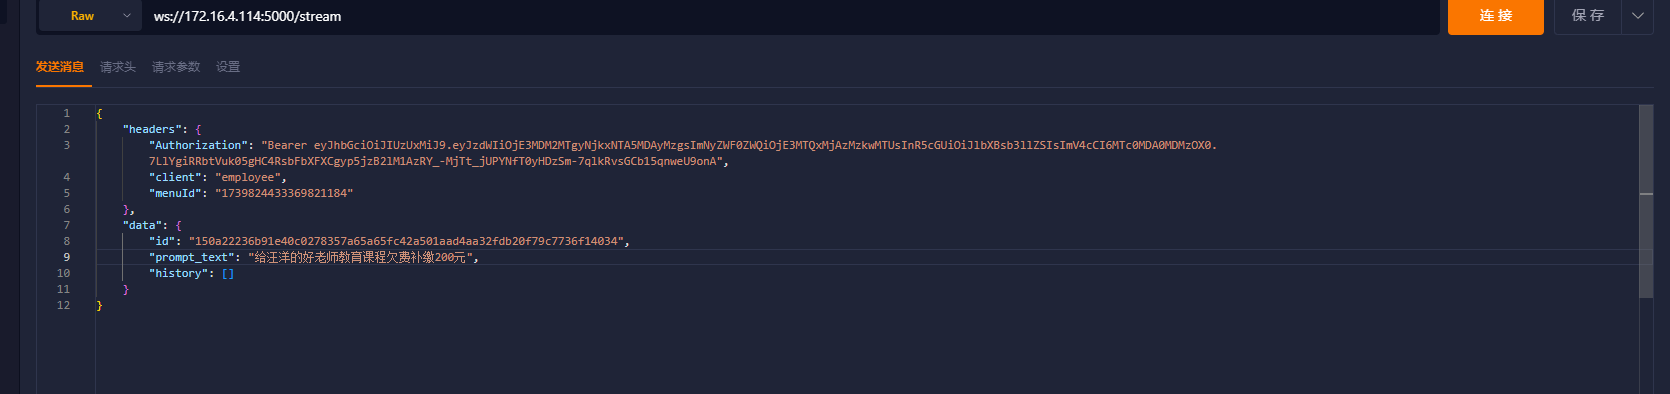 Raw ws://172.16.4.114:5000/stream 连 接 保 存
发送消息 请求头 请求参数 设置
1 {
2 "headers": {
3 "Authorization": "Bearer eyJhbGciOiJIUzUxMiJ9.eyJzdWIiOjE3MDM2MTgyNjkxNTA5MDAyMzgsImNyZWF0ZWQiOjE3MTQxMjAzMzkwMTUsInR5cGUiOiJlbXBsb3llZSIsImV4cCI6MTc0MDA0MDMzOX0.
7LlYgiRRbtVuk05gHC4RsbFbXFXCgyp5jzB2lM1AzRY_-MjTt_jUPYNfT0yHDzSm-7qlkRvsGCb15qnweU9onA",
4 "client": "employee",
5 "menuId": "1739824433369821184"
6 },
7 "data": {
8 "id": "150a22236b91e40c0278357a65a65fc42a501aad4aa32fdb20f79c7736f14034",
9 "prompt_text": "给汪洋的好老师教育课程欠费补缴200元",
10 "history": []
11 }
12 }